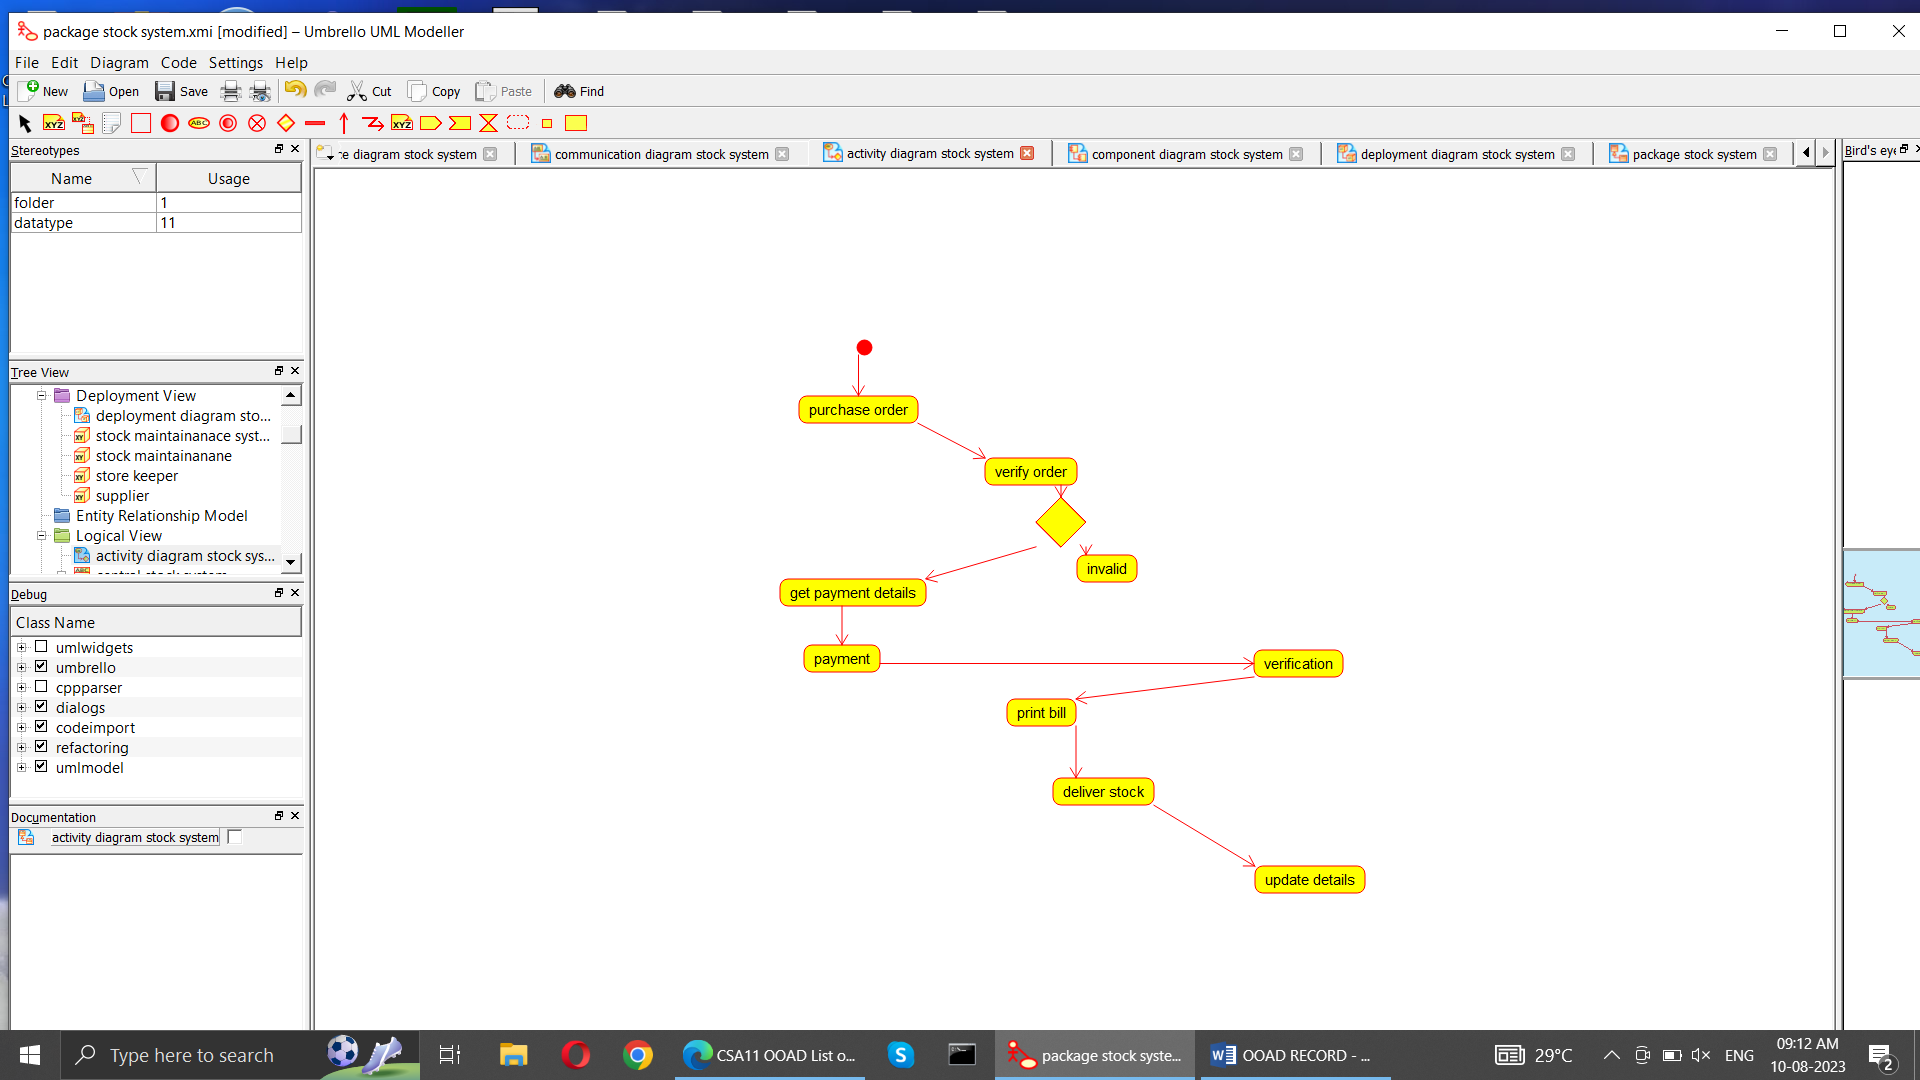 package stock system.xmi [modified] – Umbrello UML Modeller
File Edit Diagram Code Settings Help
New Open Save Cut Copy Paste Find
XYZ ABC XYZ
Stereotypes
Name Usage
folder 1
datatype 11
ce diagram stock system
communication diagram stock system
activity diagram stock system
component diagram stock system
deployment diagram stock system
package stock system
Bird's eye
Tree View
Deployment View
deployment diagram sto...
stock maintainanace syst...
stock maintainanane
store keeper
supplier
Entity Relationship Model
Logical View
activity diagram stock sys...
Debug
Class Name
umlwidgets
umbrello
cppparser
dialogs
codeimport
refactoring
umlmodel
Documentation
activity diagram stock system
purchase order
verify order
invalid
get payment details
payment
verification
print bill
deliver stock
update details
Type here to search
CSA11 OOAD List o...
package stock syste...
OOAD RECORD - ...
29°C
ENG
09:12 AM
10-08-2023
2